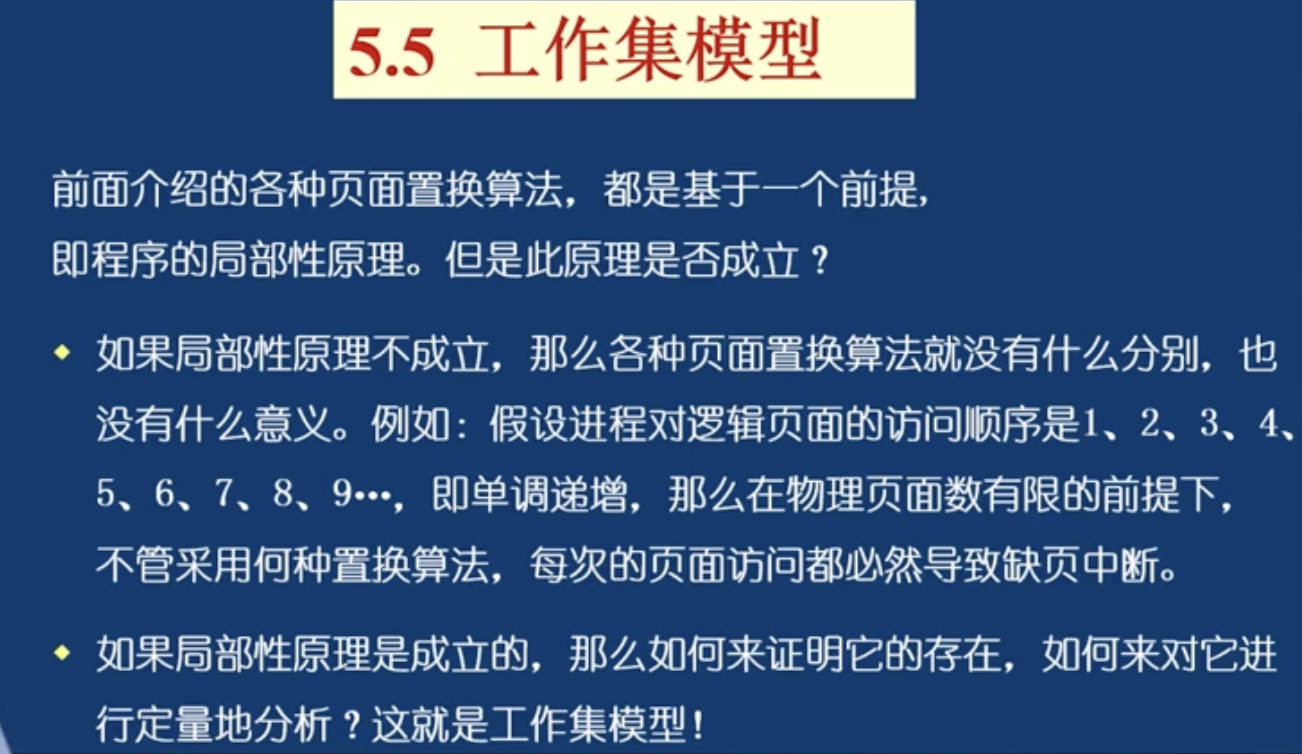 5.5 工作集模型
前面介绍的各种页面置换算法，都是基于一个前提，
即程序的局部性原理。但是此原理是否成立？
如果局部性原理不成立，那么各种页面置换算法就没有什么分别，也
没有什么意义。例如：假设进程对逻辑页面的访问顺序是1、2、3、4、
5、6、7、8、9…，即单调递增，那么在物理页面数有限的前提下，
不管采用何种置换算法，每次的页面访问都必然导致缺页中断。
如果局部性原理是成立的，那么如何来证明它的存在，如何来对它进
行定量地分析？这就是工作集模型！